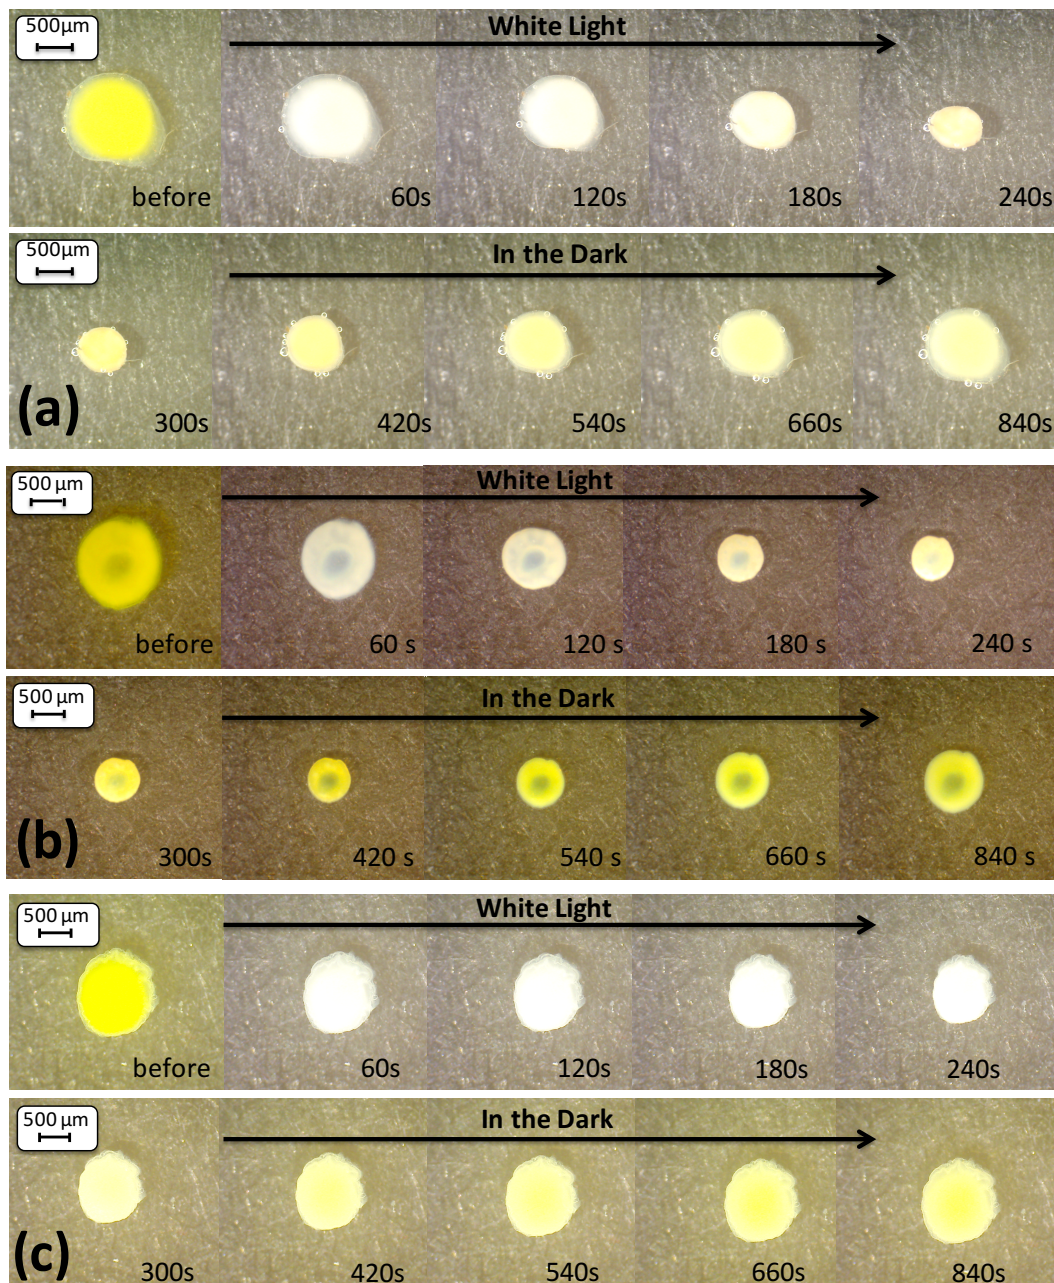 500µm
White Light
before
60s
120s
180s
240s
500µm
In the Dark
(a)
300s
420s
540s
660s
840s
500 µm
White Light
before
60 s
120 s
180 s
240 s
500 µm
In the Dark
(b)
300s
420 s
540 s
660 s
840 s
500 µm
White Light
before
60s
120s
180s
240s
500 µm
In the Dark
(c)
300s
420s
540s
660s
840s